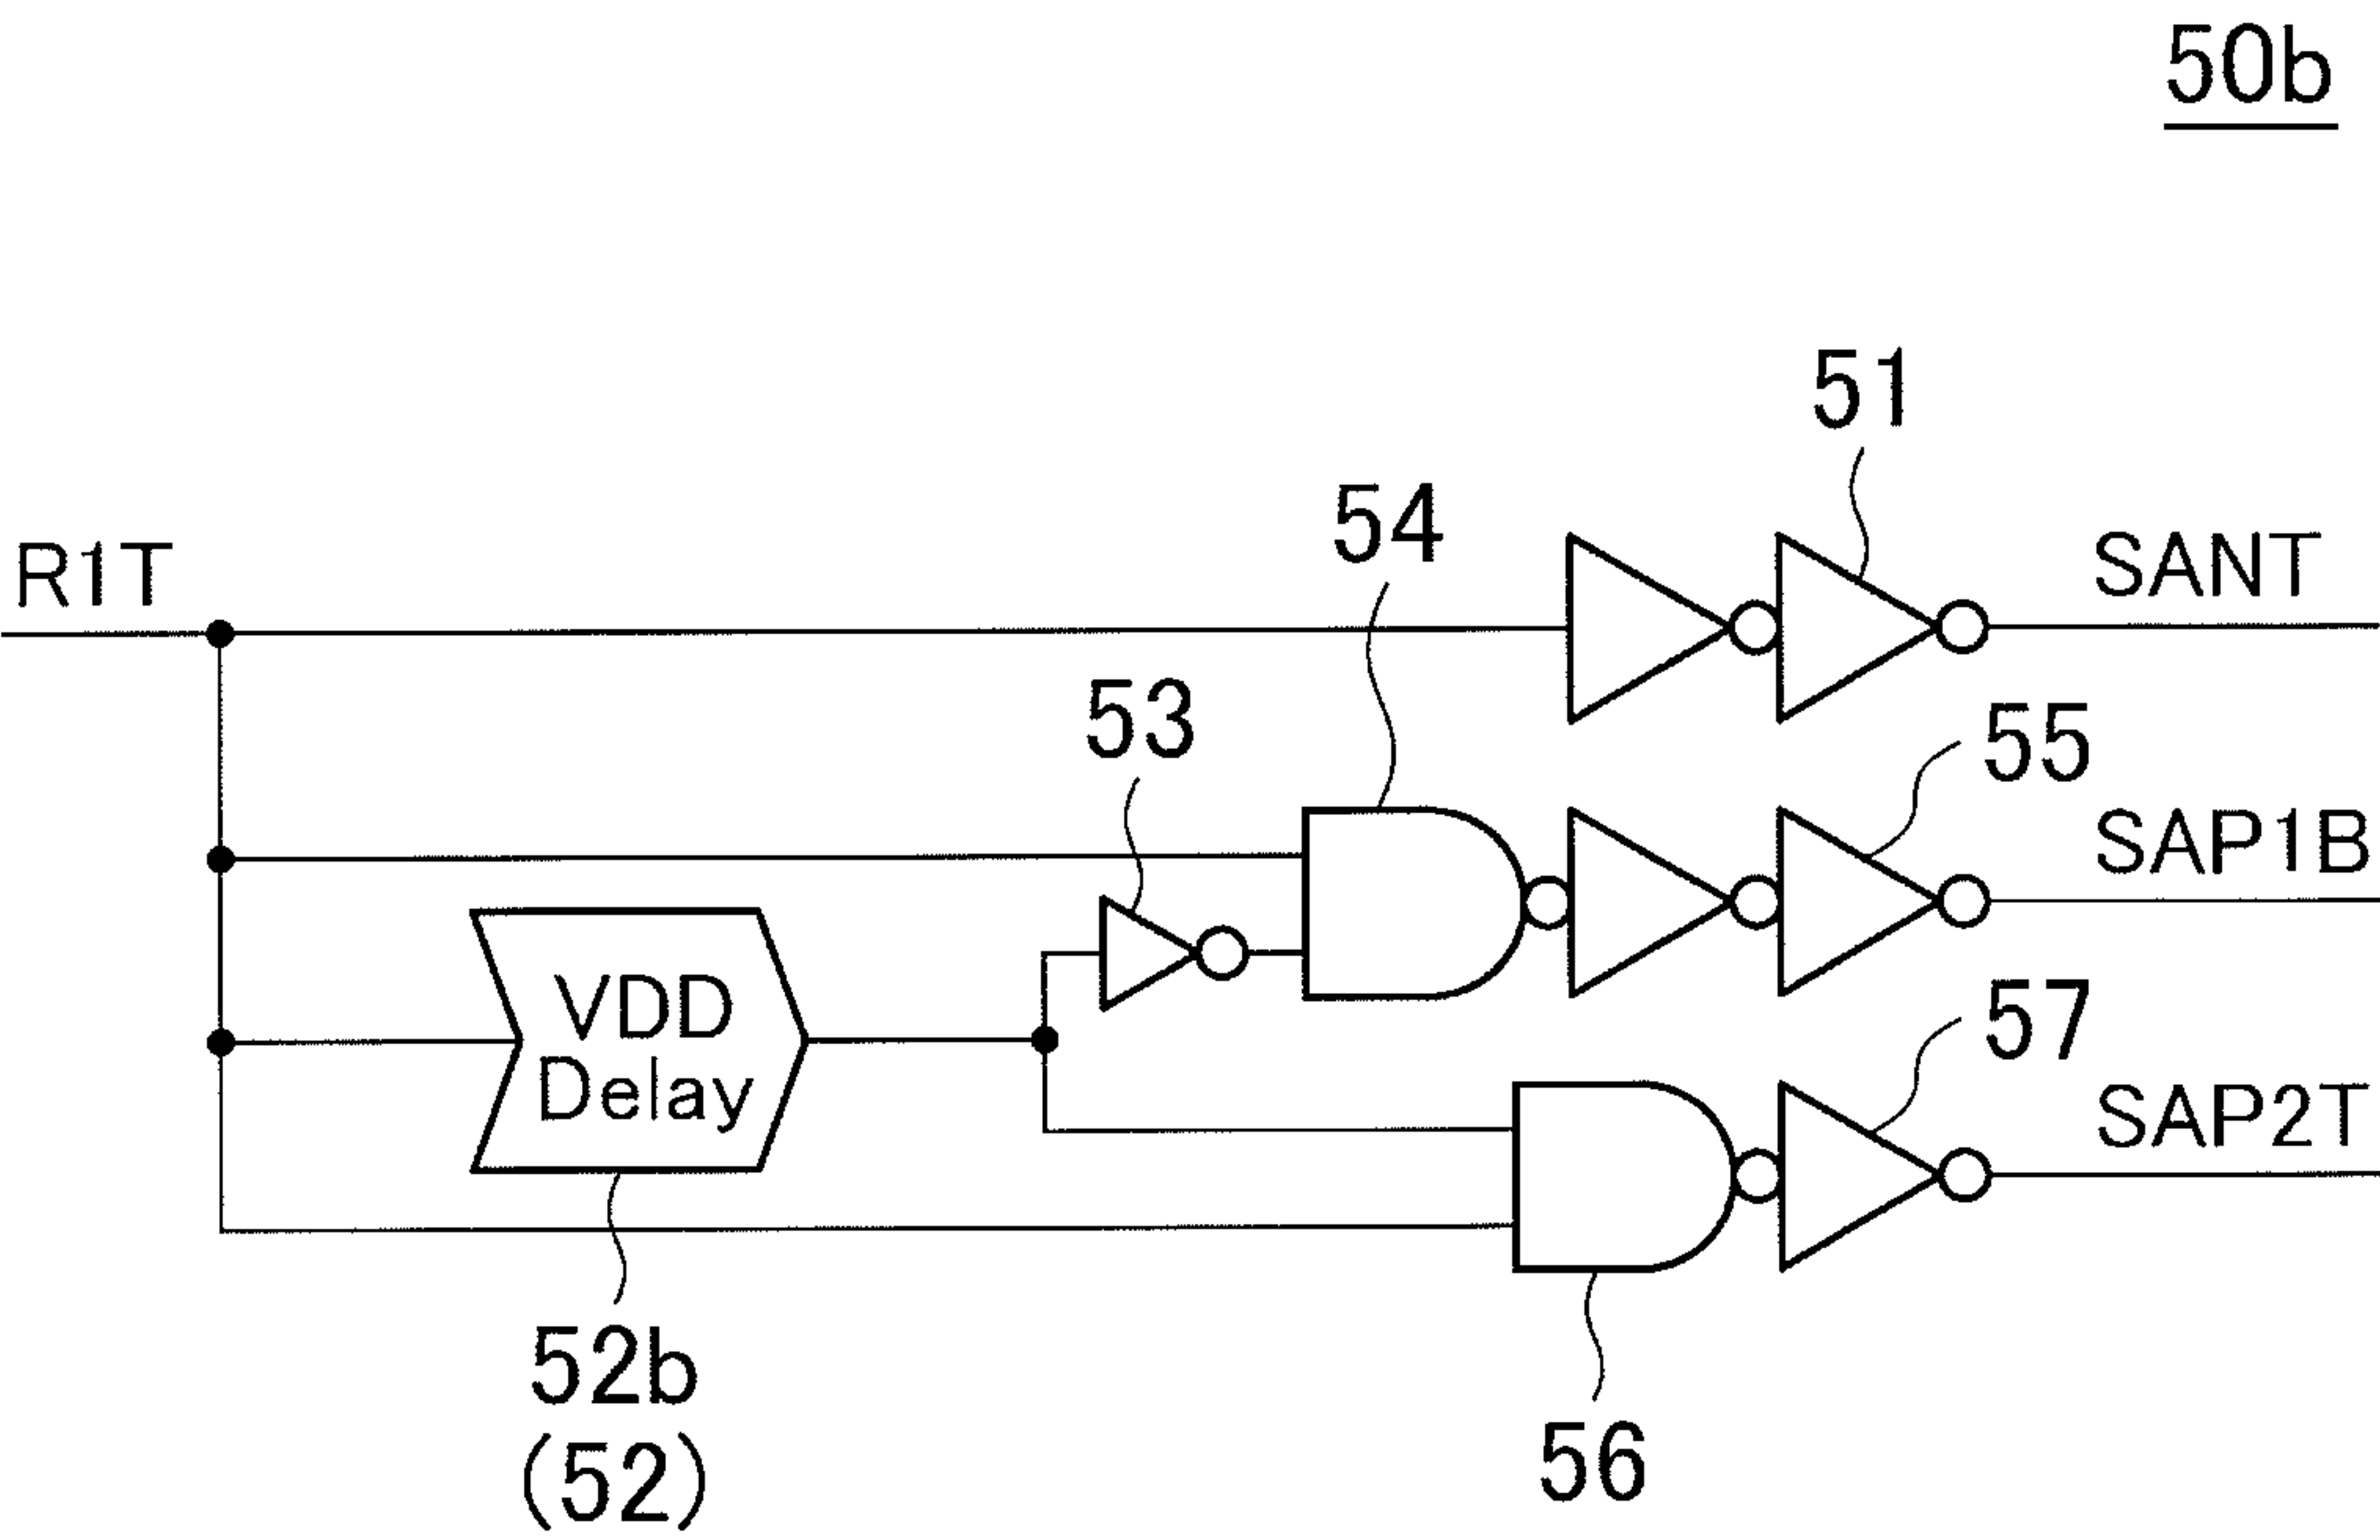 50b
51
54
R1T
SANT
53
55
SAP1B
VDD
Delay
57
SAP2T
52b
(52)
56